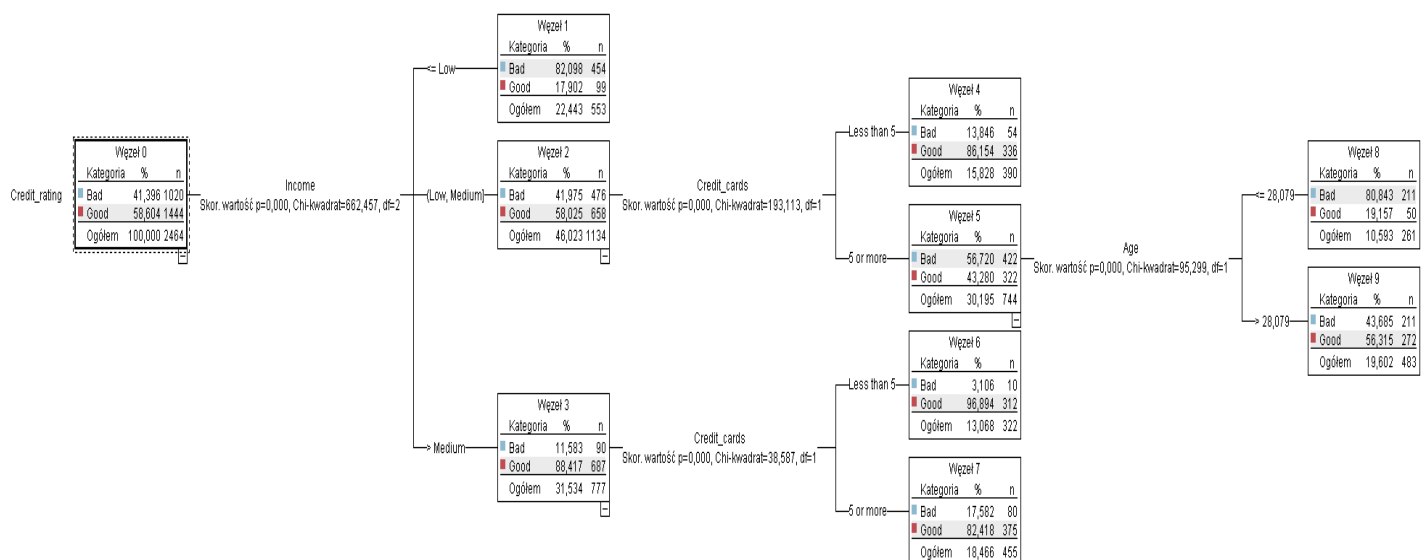 Credit_rating
Węzeł 0
Kategoria % n
Bad 41,396 1020
Good 58,604 1444
Ogółem 100,000 2464
Income
Skor. wartość p=0,000, Chi-kwadrat=662,457, df=2
<= Low
Węzeł 1
Kategoria % n
Bad 82,098 454
Good 17,902 99
Ogółem 22,443 553
(Low, Medium]
Węzeł 2
Kategoria % n
Bad 41,975 476
Good 58,025 658
Ogółem 46,023 1134
> Medium
Węzeł 3
Kategoria % n
Bad 11,583 90
Good 88,417 687
Ogółem 31,534 777
Credit_cards
Skor. wartość p=0,000, Chi-kwadrat=193,113, df=1
Less than 5
Węzeł 4
Kategoria % n
Bad 13,846 54
Good 86,154 336
Ogółem 15,828 390
5 or more
Węzeł 5
Kategoria % n
Bad 56,720 422
Good 43,280 322
Ogółem 30,195 744
Credit_cards
Skor. wartość p=0,000, Chi-kwadrat=38,587, df=1
Less than 5
Węzeł 6
Kategoria % n
Bad 3,106 10
Good 96,894 312
Ogółem 13,068 322
5 or more
Węzeł 7
Kategoria % n
Bad 17,582 80
Good 82,418 375
Ogółem 18,466 455
Age
Skor. wartość p=0,000, Chi-kwadrat=95,299, df=1
<= 28,079
Węzeł 8
Kategoria % n
Bad 80,843 211
Good 19,157 50
Ogółem 10,593 261
> 28,079
Węzeł 9
Kategoria % n
Bad 43,685 211
Good 56,315 272
Ogółem 19,602 483